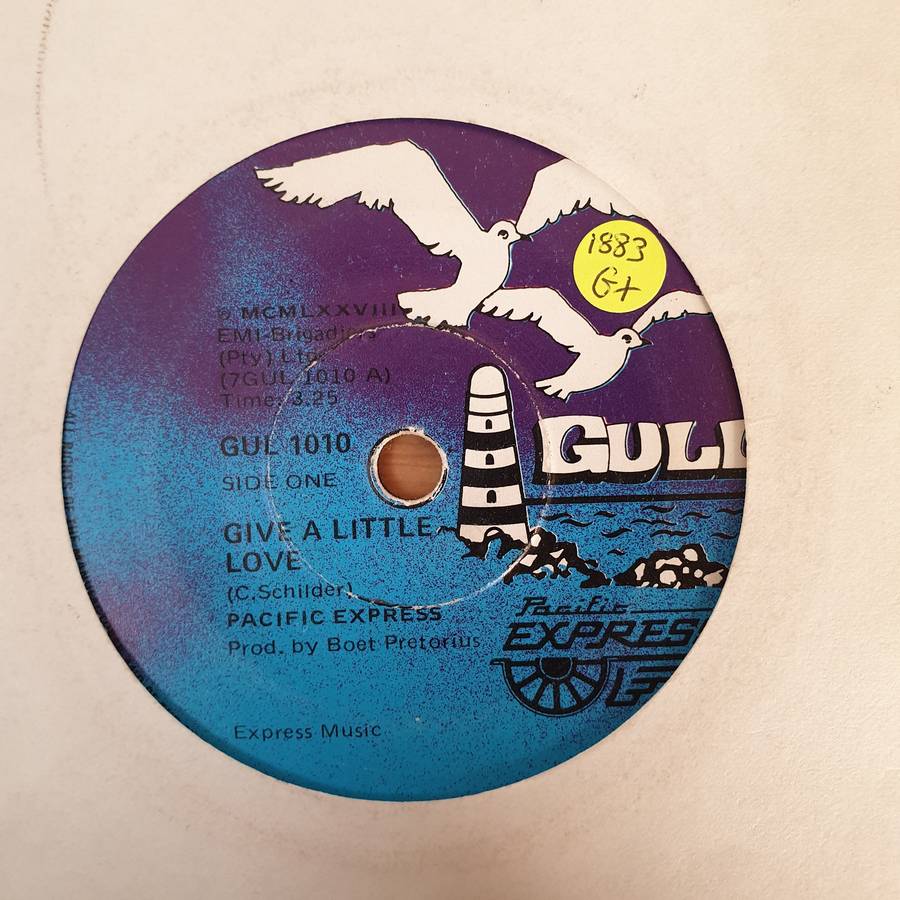 1883
G+
℗ MCMLXXVIII
EMI-Brigadiers
(Pty) Ltd.
(7GUL 1010 A)
Time: 3.25
GUL 1010
SIDE ONE
GULL
GIVE A LITTLE
LOVE
(C.Schilder)
PACIFIC EXPRESS
Prod. by Boet Pretorius
Pacific
EXPRES
Express Music